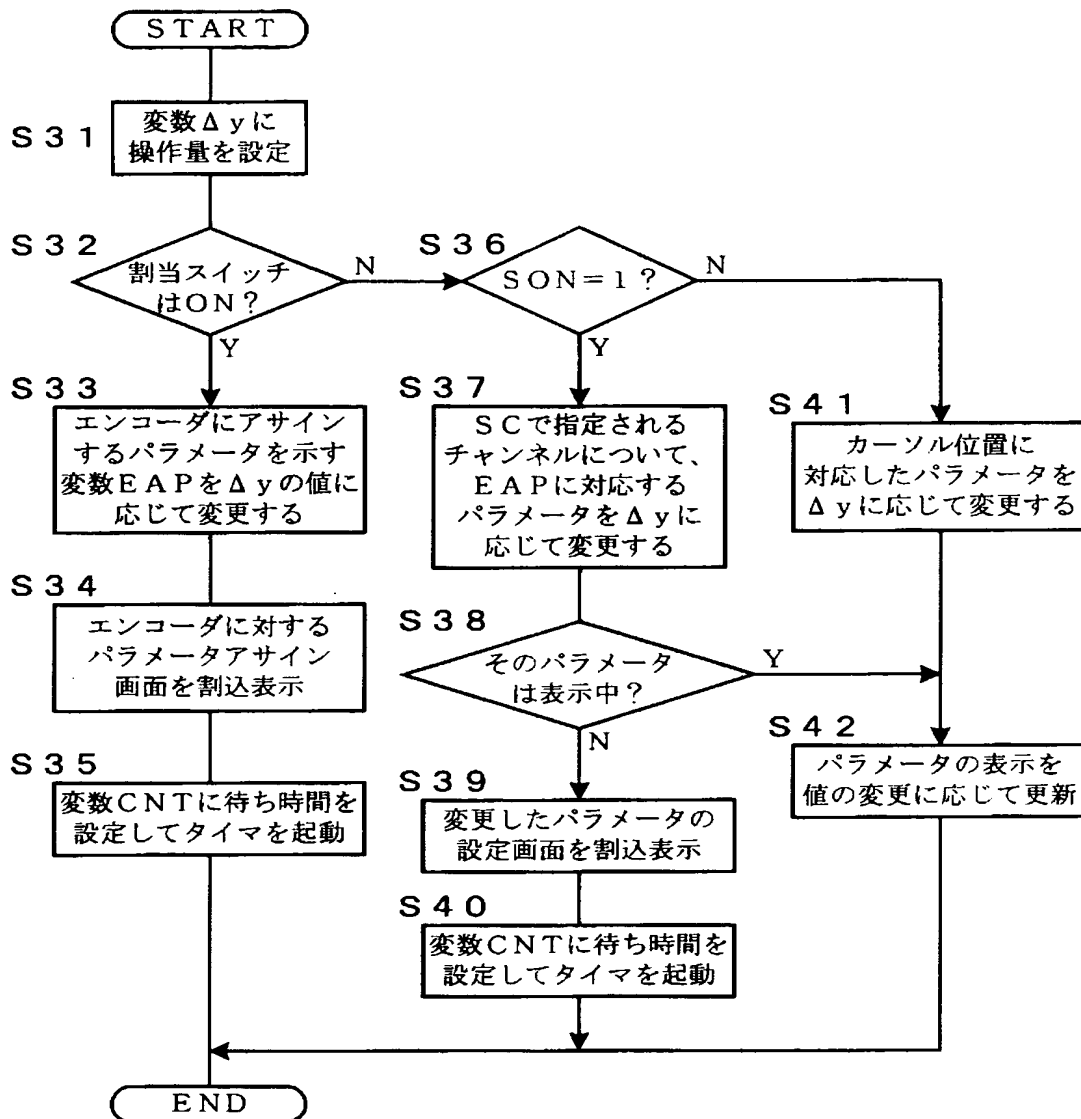 START
S31
変数Δyに
操作量を設定
S32
割当スイッチ
はON？
N
Y
S33
エンコーダにアサイン
するパラメータを示す
変数EAPをΔyの値に
応じて変更する
S34
エンコーダに対する
パラメータアサイン
画面を割込表示
S35
変数CNTに待ち時間を
設定してタイマを起動
S36
SON＝1？
N
Y
S37
SCで指定される
チャンネルについて、
EAPに対応する
パラメータをΔyに
応じて変更する
S38
そのパラメータ
は表示中？
Y
N
S39
変更したパラメータの
設定画面を割込表示
S40
変数CNTに待ち時間を
設定してタイマを起動
S41
カーソル位置に
対応したパラメータを
Δyに応じて変更する
S42
パラメータの表示を
値の変更に応じて更新
END